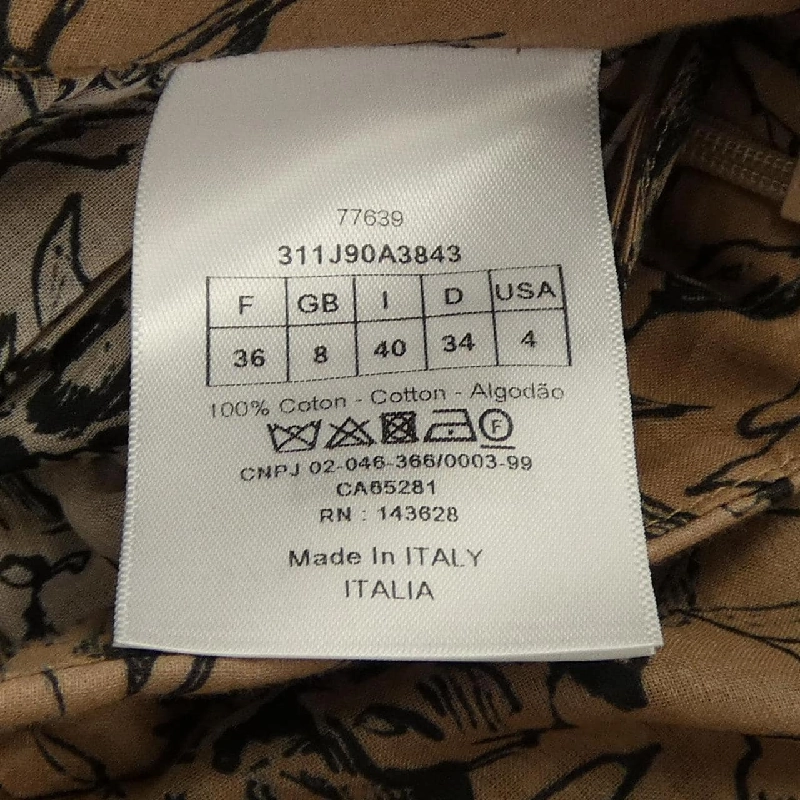 77639
311J90A3843
F GB I D USA
36 8 40 34 4
100% Coton - Cotton - Algodão
F
CNPJ 02-046-366/0003-99
CA65281
RN : 143628
Made In ITALY
ITALIA